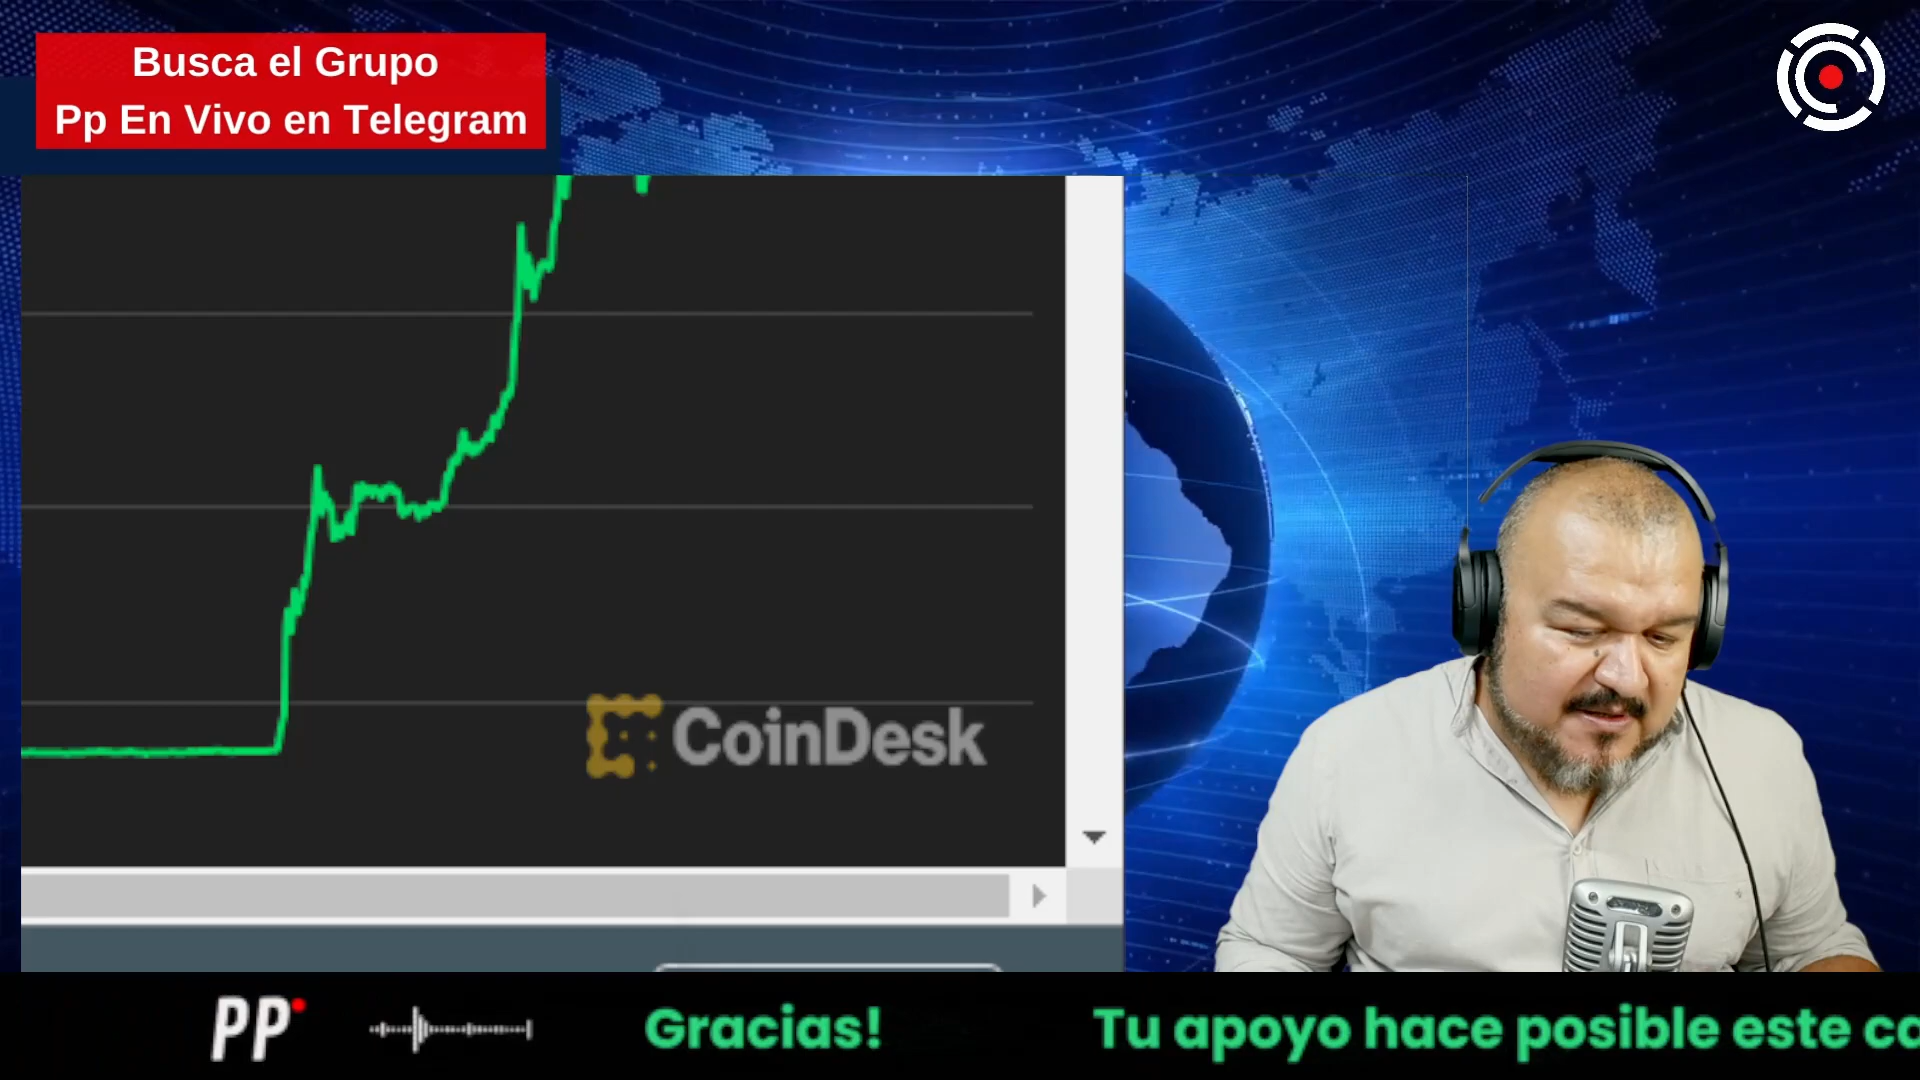 Busca el Grupo
Pp En Vivo en Telegram
CoinDesk
PP
Gracias!
Tu apoyo hace posible este ca